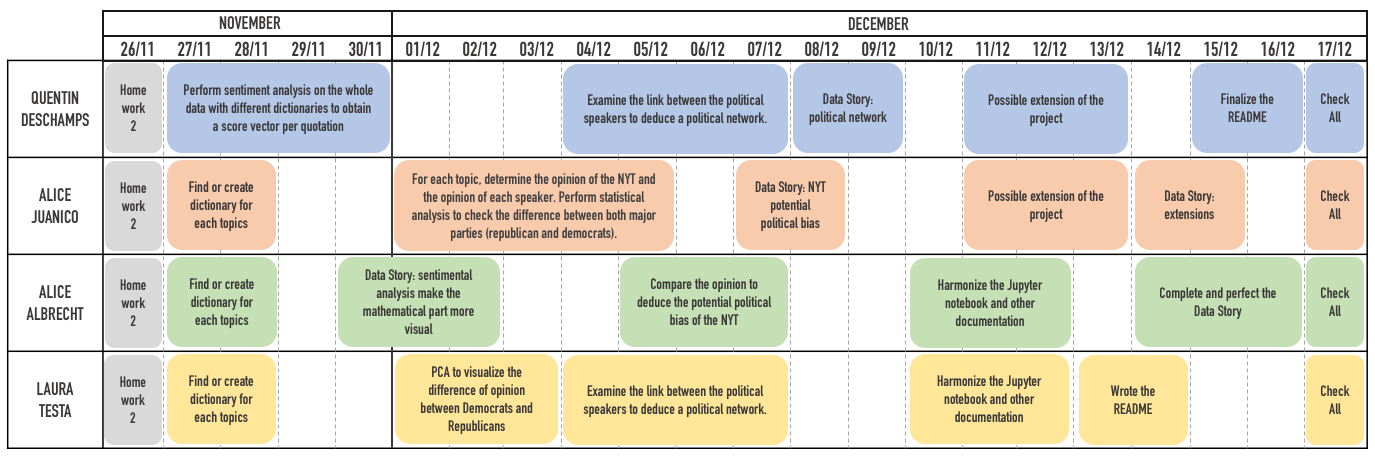 NOVEMBER
DECEMBER
26/11
27/11
28/11
29/11
30/11
01/12
02/12
03/12
04/12
05/12
06/12
07/12
08/12
09/12
10/12
11/12
12/12
13/12
14/12
15/12
16/12
17/12
QUENTIN
DESCHAMPS
Home
work
2
Perform sentiment analysis on the whole
data with different dictionaries to obtain
a score vector per quotation
Examine the link between the political
speakers to deduce a political network.
Data Story:
political network
Possible extension of the
project
Finalize the
README
Check
All
ALICE
JUANICO
Home
work
2
Find or create
dictionary for
each topics
For each topic, determine the opinion of the NYT and
the opinion of each speaker. Perform statistical
analysis to check the difference between both major
parties (republican and democrats).
Data Story: NYT
potential
political bias
Possible extension of the
project
Data Story:
extensions
Check
All
ALICE
ALBRECHT
Home
work
2
Find or create
dictionary for
each topics
Data Story: sentimental
analysis make the
mathematical part more
visual
Compare the opinion to
deduce the potential political
bias of the NYT
Harmonize the Jupyter
notebook and other
documentation
Complete and perfect the
Data Story
Check
All
LAURA
TESTA
Home
work
2
Find or create
dictionary for
each topics
PCA to visualize the
difference of opinion
between Democrats and
Republicans
Examine the link between the political
speakers to deduce a political network.
Harmonize the Jupyter
notebook and other
documentation
Wrote the
README
Check
All